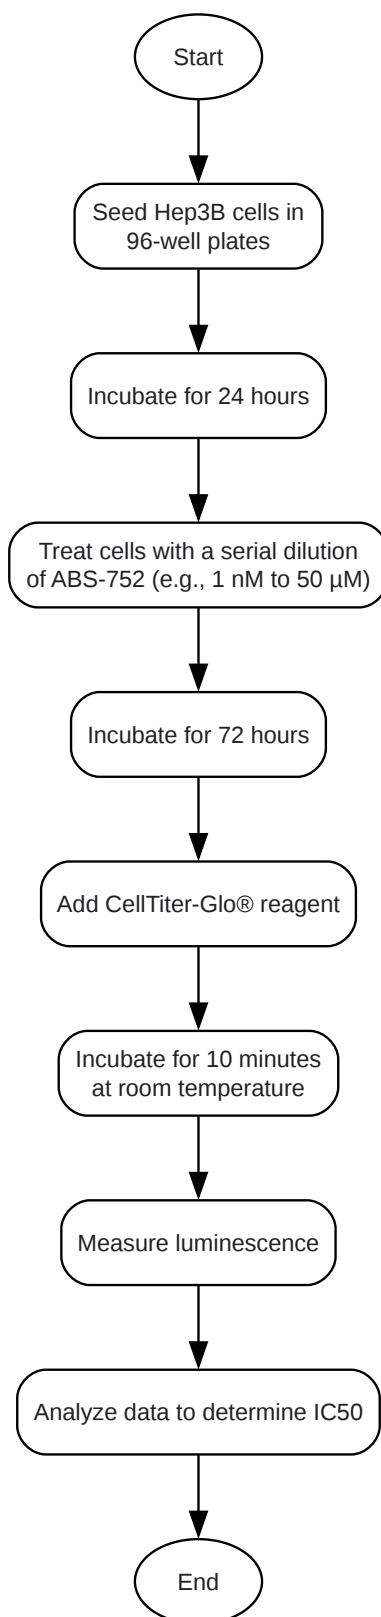 Start
Seed Hep3B cells in
96-well plates
Incubate for 24 hours
Treat cells with a serial dilution
of ABS-752 (e.g., 1 nM to 50 µM)
Incubate for 72 hours
Add CellTiter-Glo® reagent
Incubate for 10 minutes
at room temperature
Measure luminescence
Analyze data to determine IC50
End